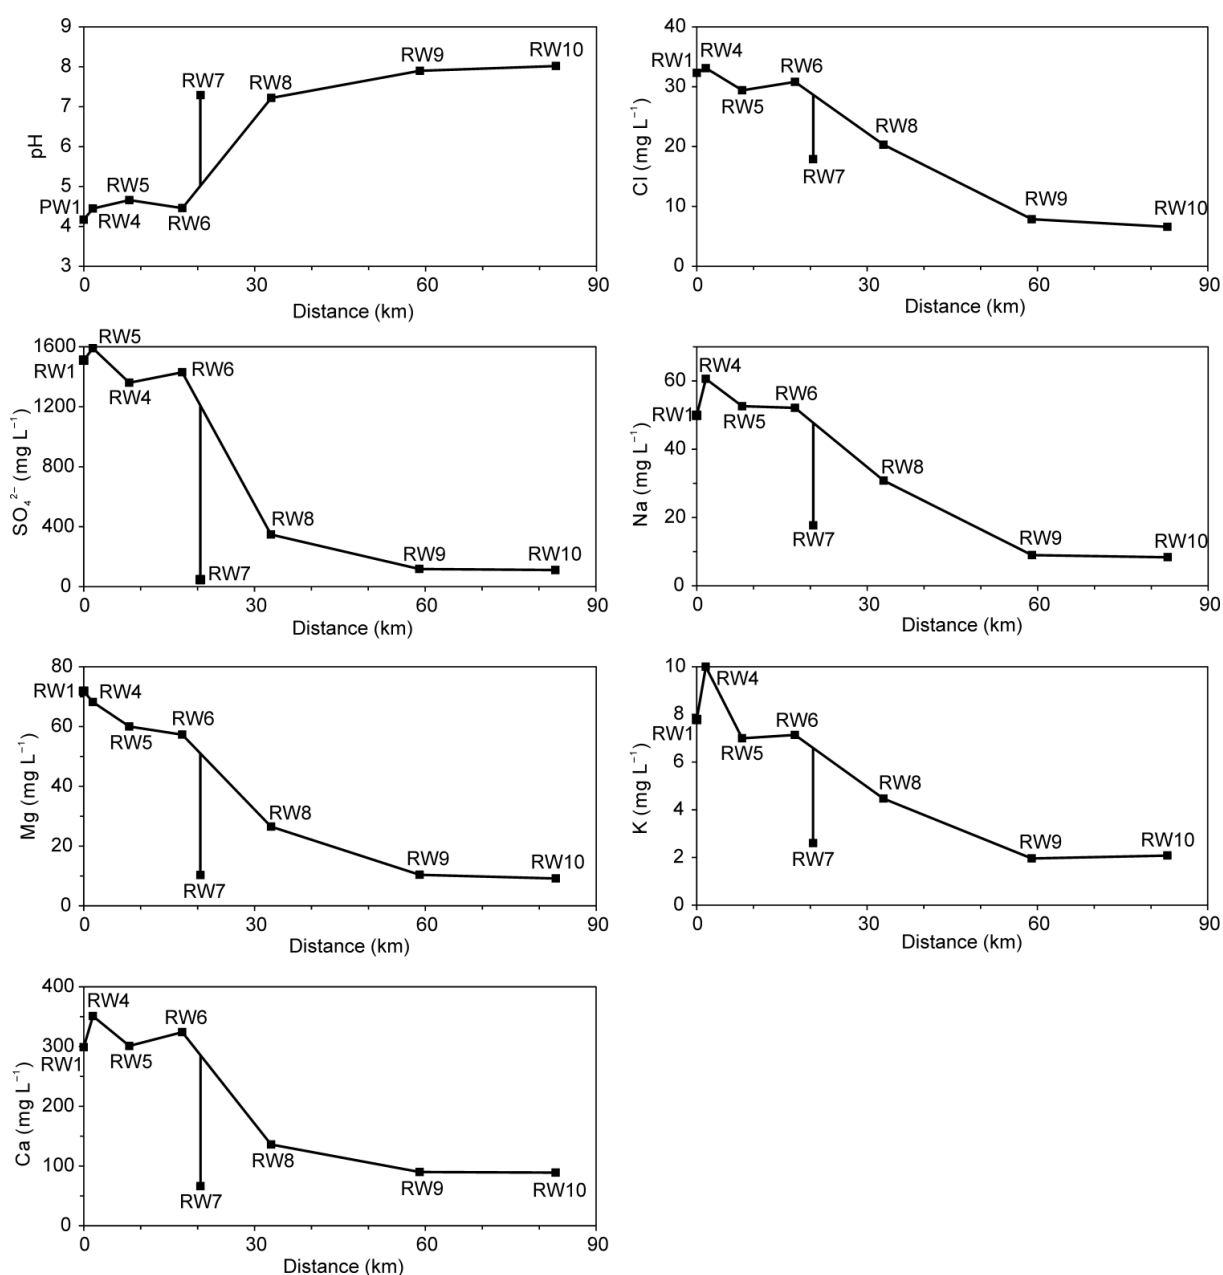 9
8
7
6
5
4
3
pH
PW1
RW4
RW5
RW6
RW7
RW8
RW9
RW10
0 30 60 90
Distance (km)
40
30
20
10
0
Cl (mg L⁻¹)
RW1
RW4
RW5
RW6
RW7
RW8
RW9
RW10
0 30 60 90
Distance (km)
1600
1200
800
400
0
SO₄²⁻ (mg L⁻¹)
RW1
RW5
RW4
RW6
RW7
RW8
RW9
RW10
0 30 60 90
Distance (km)
60
40
20
0
Na (mg L⁻¹)
RW1
RW4
RW5
RW6
RW7
RW8
RW9
RW10
0 30 60 90
Distance (km)
80
60
40
20
0
Mg (mg L⁻¹)
RW1
RW4
RW5
RW6
RW7
RW8
RW9
RW10
0 30 60 90
Distance (km)
10
8
6
4
2
0
K (mg L⁻¹)
RW1
RW4
RW5
RW6
RW7
RW8
RW9
RW10
0 30 60 90
Distance (km)
400
300
200
100
0
Ca (mg L⁻¹)
RW1
RW4
RW5
RW6
RW7
RW8
RW9
RW10
0 30 60 90
Distance (km)